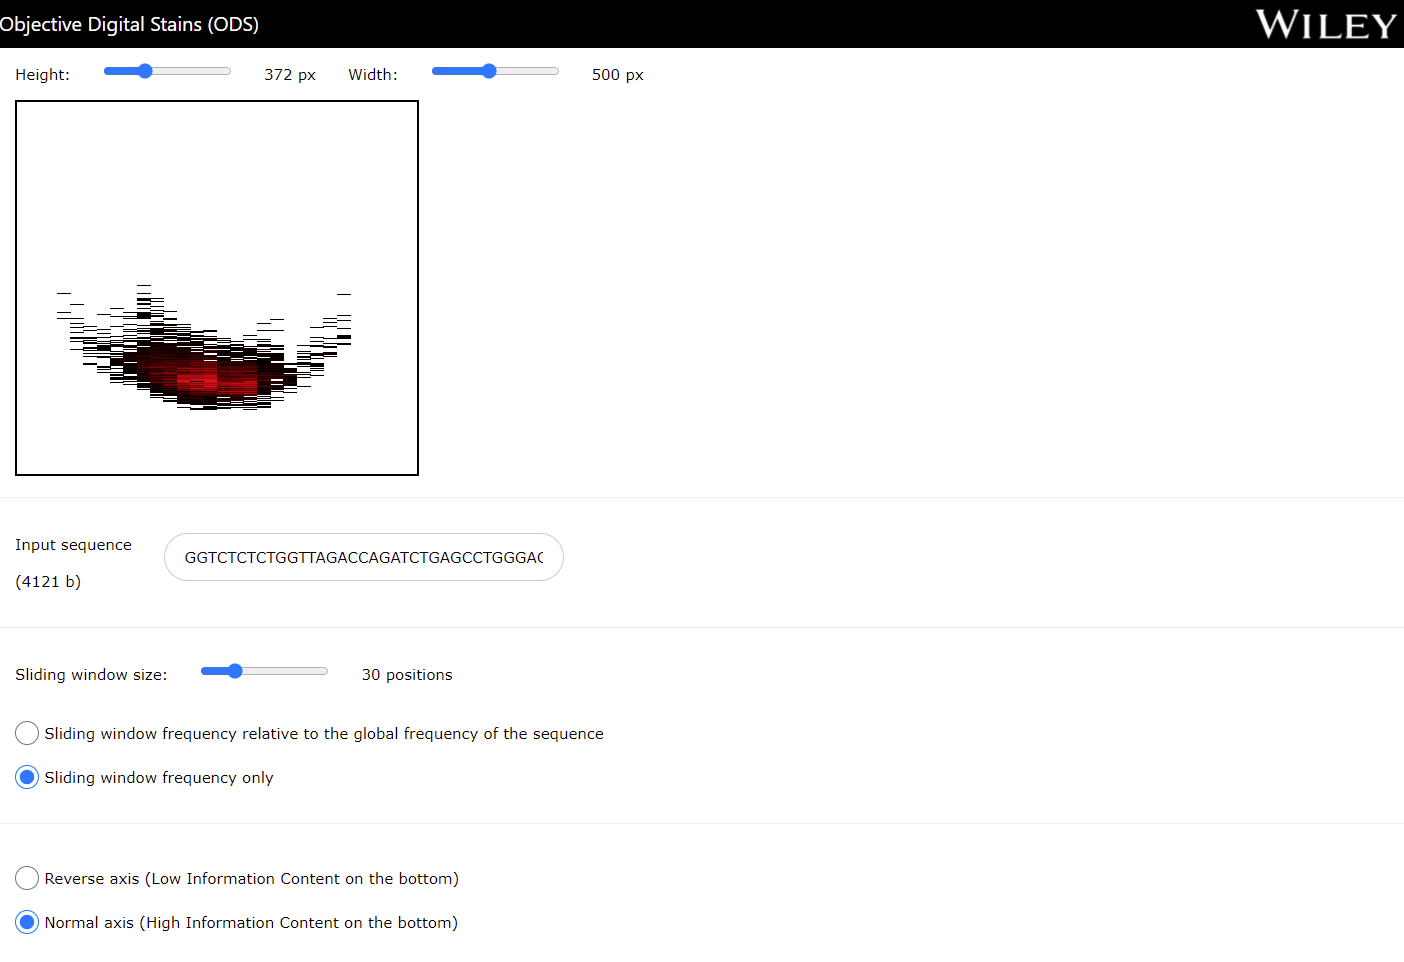 Objective Digital Stains (ODS)
WILEY
Height: 372 px Width: 500 px
Input sequence
(4121 b)
GGTCTCTCTGGTTAGACCAGATCTGAGCCTGGGAC
Sliding window size: 30 positions
Sliding window frequency relative to the global frequency of the sequence
Sliding window frequency only
Reverse axis (Low Information Content on the bottom)
Normal axis (High Information Content on the bottom)